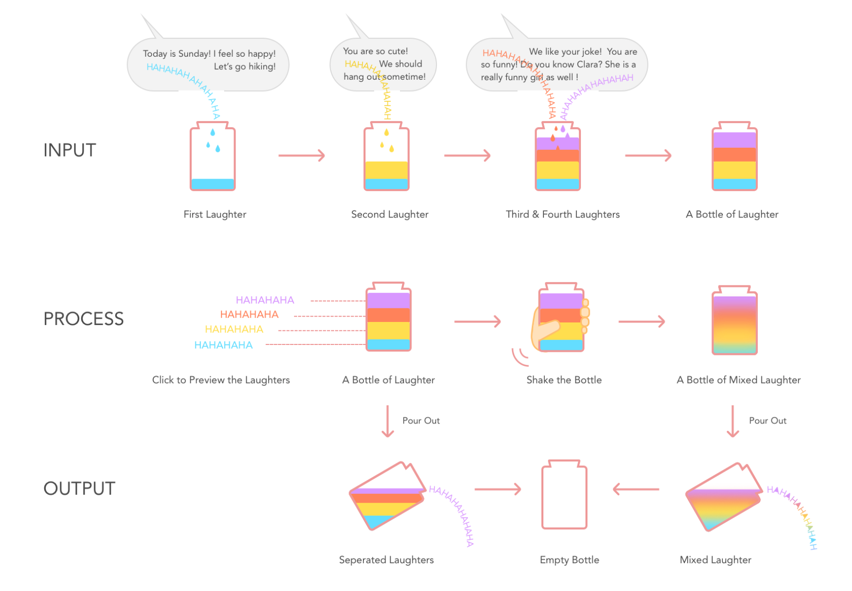 Today is Sunday! I feel so happy!
HAHAHAHAHAHAHA Let's go hiking!
You are so cute!
HAHAHAHAHAHAHAH We should
hang out sometime!
HAHAHAHAHAHAHAHAHA We like your joke! You are
so funny! Do you know Clara? She is a
really funny girl as well !
AHAHAHAHAHAHAHAH
INPUT
First Laughter
Second Laughter
Third & Fourth Laughters
A Bottle of Laughter
PROCESS
HAHAHAHA
HAHAHAHA
HAHAHAHA
HAHAHAHA
Click to Preview the Laughters
A Bottle of Laughter
Shake the Bottle
A Bottle of Mixed Laughter
Pour Out
Pour Out
OUTPUT
HAHAHAHAHAHA
HAHAHAHAHAHAH
Seperated Laughters
Empty Bottle
Mixed Laughter